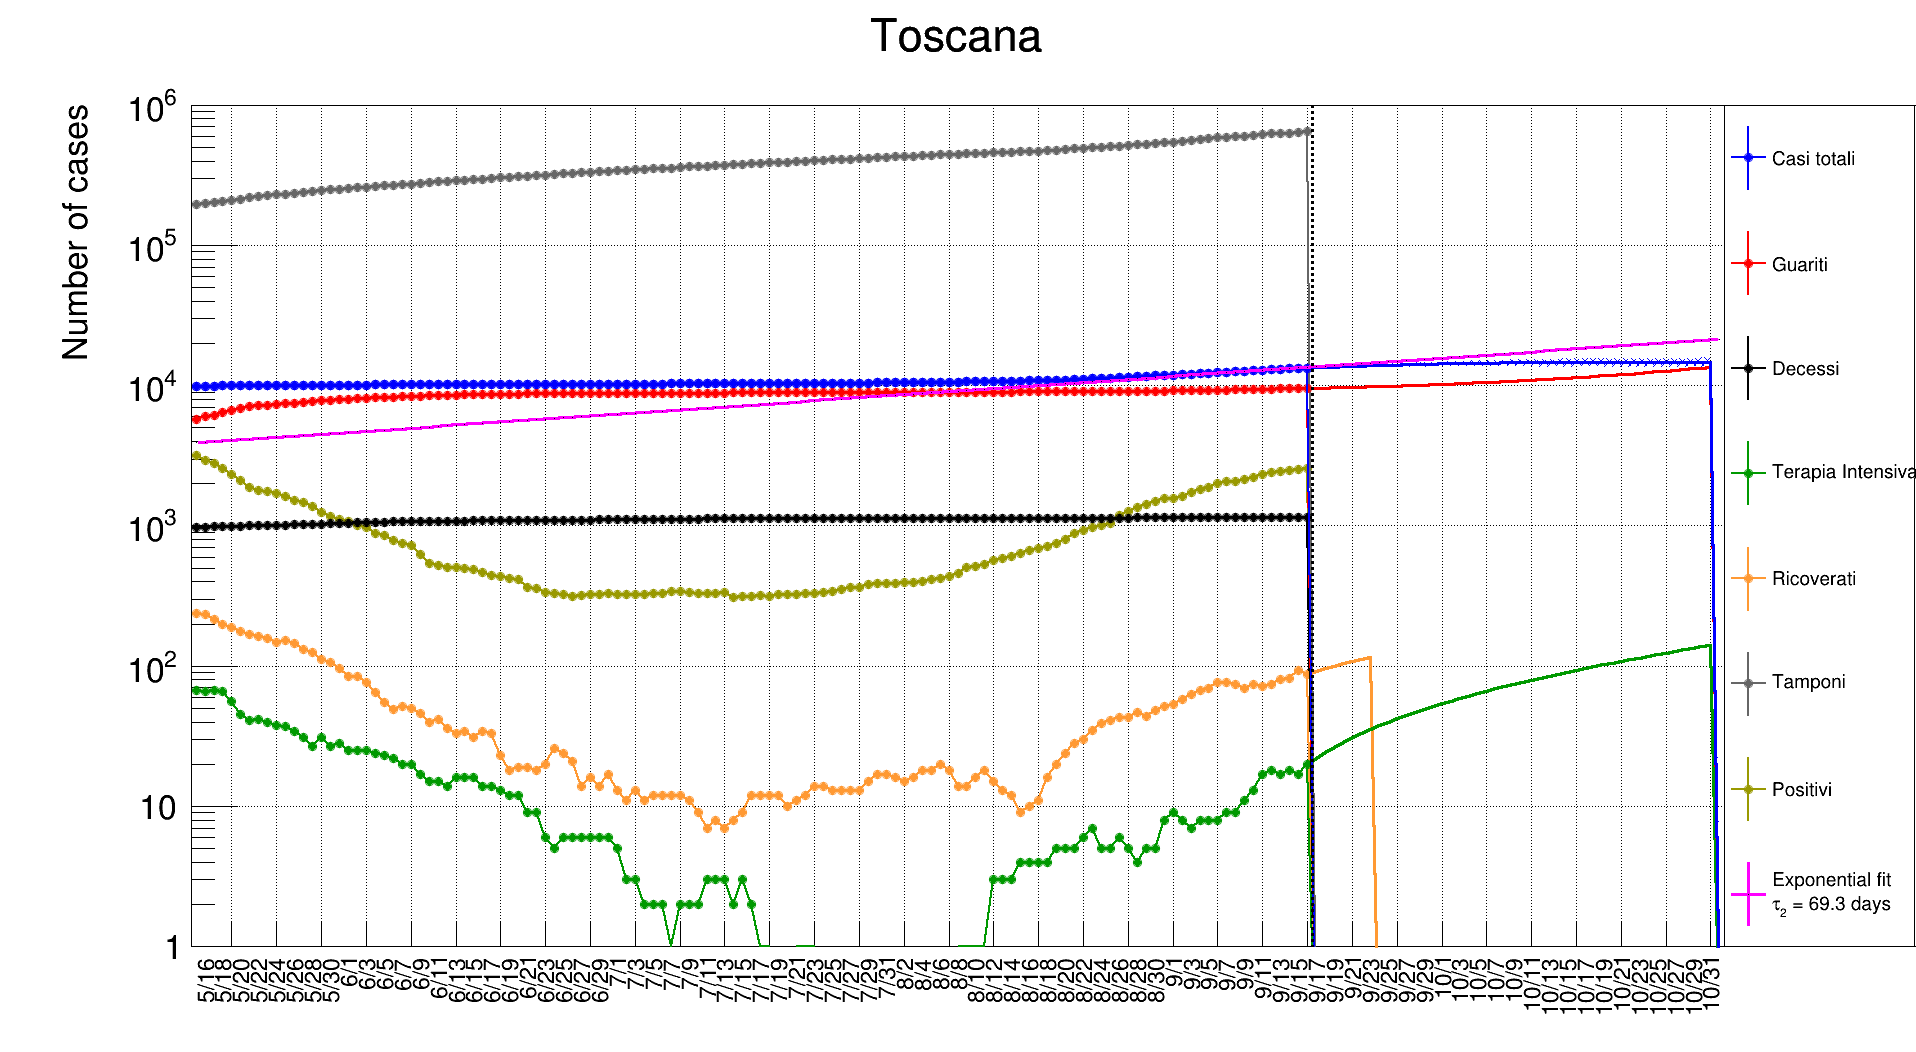 Toscana
Number of cases
10^6
10^5
10^4
10^3
10^2
10
1
5/16 5/18 5/20 5/22 5/24 5/26 5/28 5/30 6/1 6/3 6/5 6/7 6/9 6/11 6/13 6/15 6/17 6/19 6/21 6/23 6/25 6/27 6/29 7/1 7/3 7/5 7/7 7/9 7/11 7/13 7/15 7/17 7/19 7/21 7/23 7/25 7/27 7/29 7/31 8/2 8/4 8/6 8/8 8/10 8/12 8/14 8/16 8/18 8/20 8/22 8/24 8/26 8/28 8/30 9/1 9/3 9/5 9/7 9/9 9/11 9/13 9/15 9/17 9/19 9/21 9/23 9/25 9/27 9/29 10/1 10/3 10/5 10/7 10/9 10/11 10/13 10/15 10/17 10/19 10/21 10/23 10/25 10/27 10/29 10/31
Casi totali
Guariti
Decessi
Terapia Intensiva
Ricoverati
Tamponi
Positivi
Exponential fit
τ₂ = 69.3 days